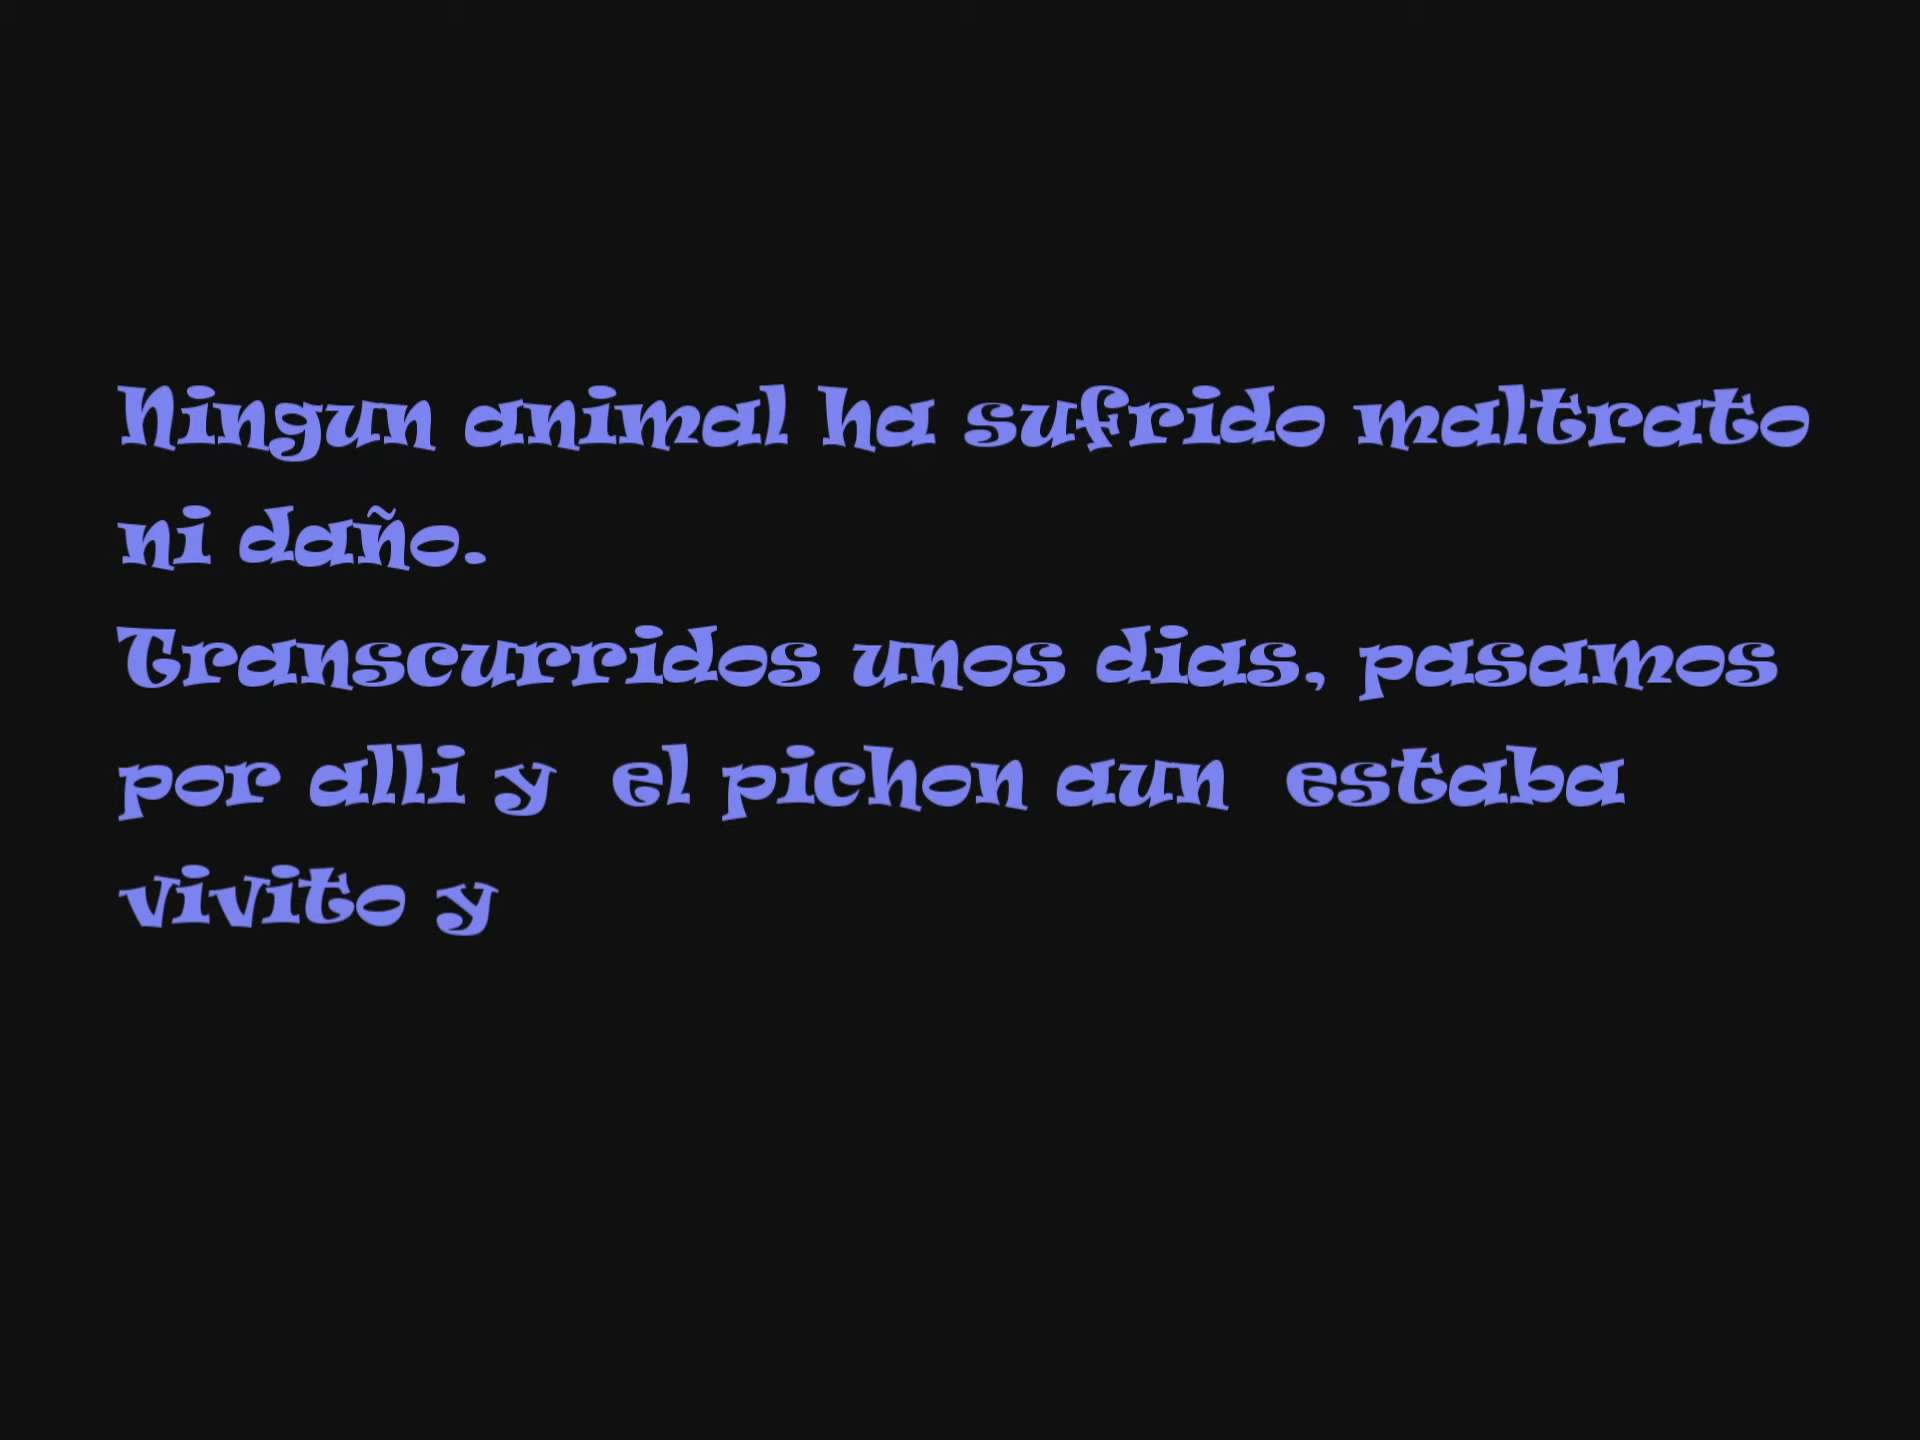 Ningun animal ha sufrido maltrato
ni daño.
Transcurridos unos dias, pasamos
por alli y  el pichon aun  estaba
vivito y